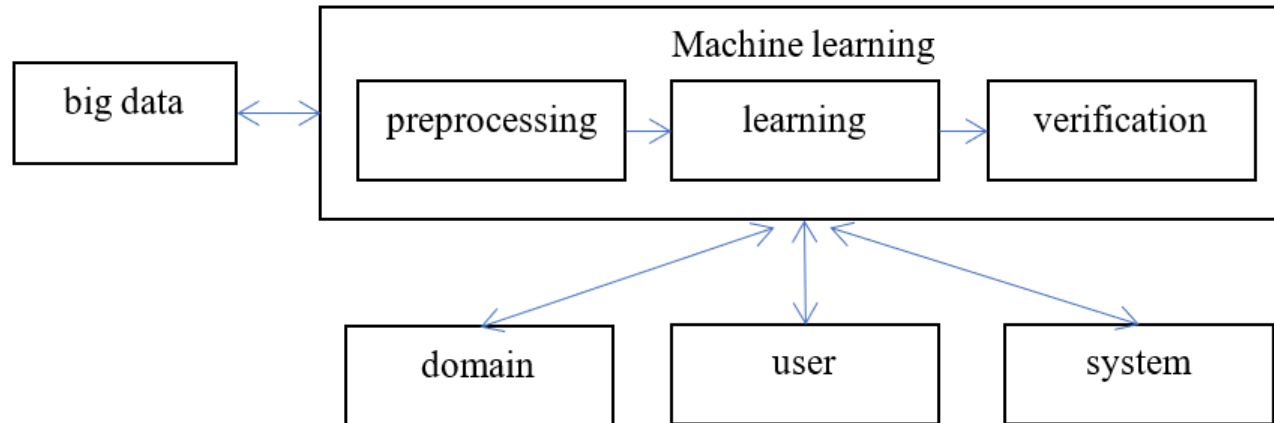 Machine learning
big data
preprocessing
learning
verification
domain
user
system